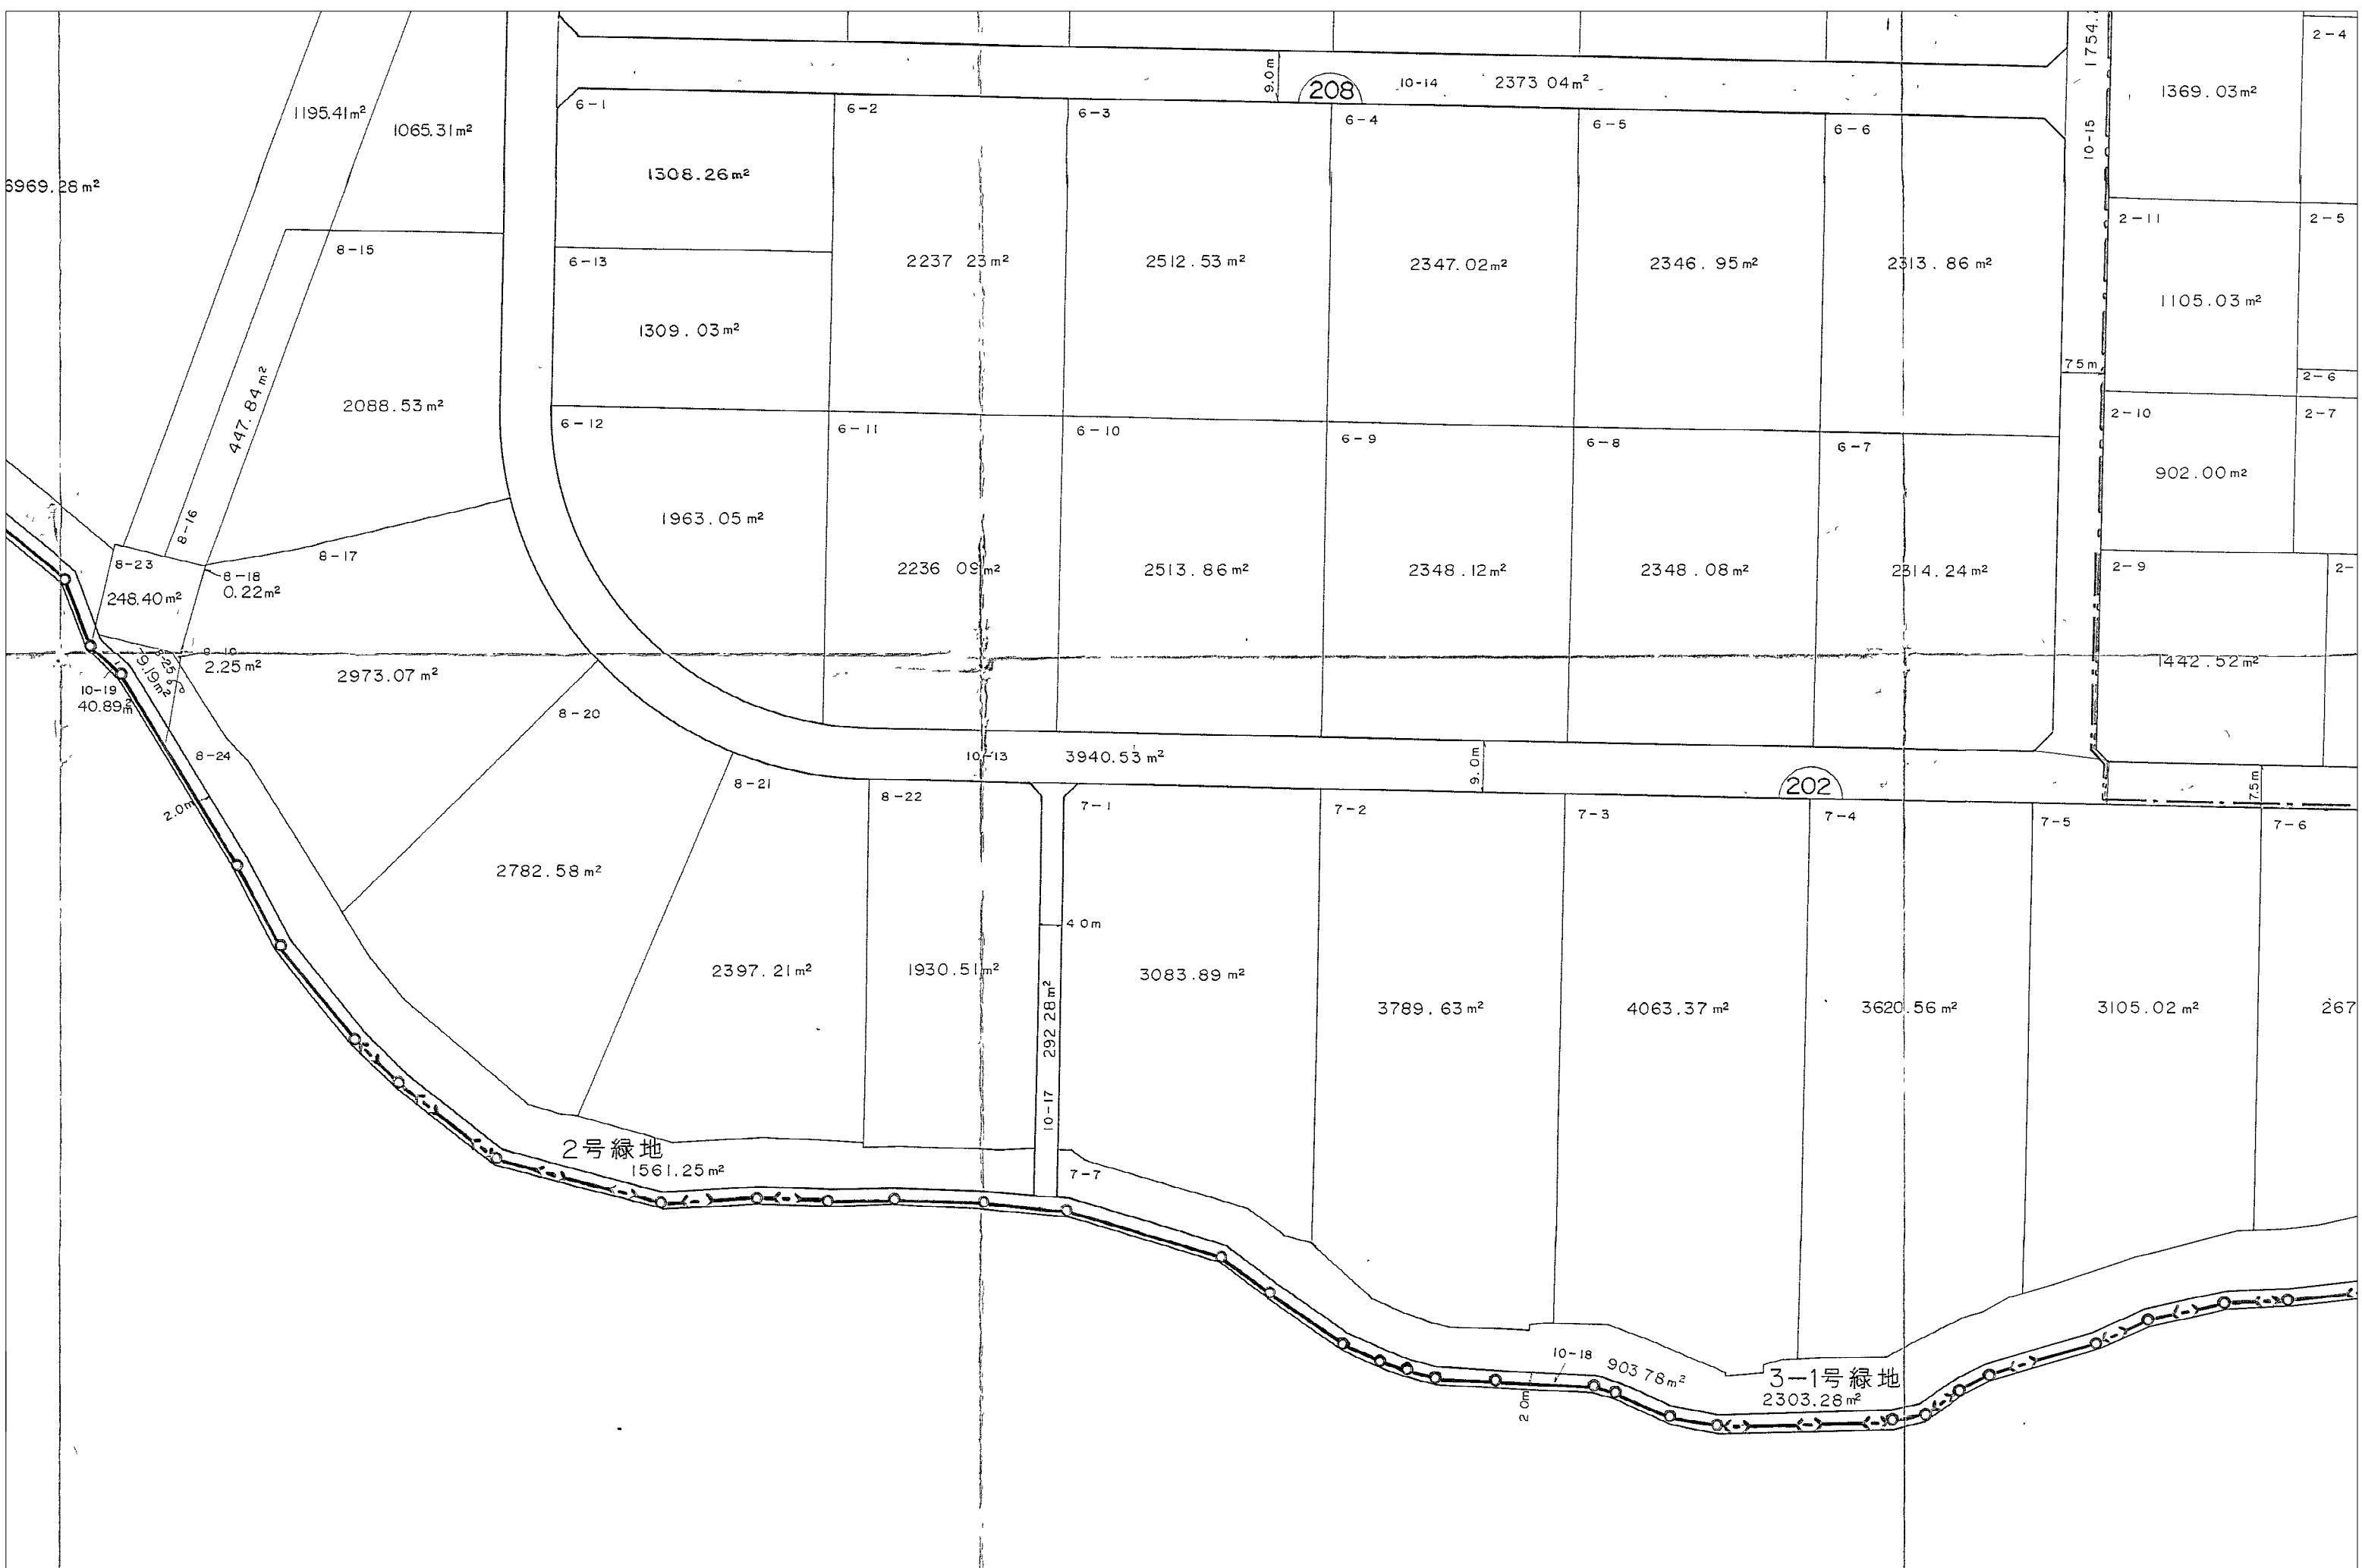 2-4
1754.
9.0m
208
10-14
2373 04m²
1369.03m²
1195.41m²
1065.31m²
6-1
6-2
6-3
6-4
6-5
6-6
10-15
1308.26m²
6969.28m²
2-11
2-5
8-15
6-13
2237 23m²
2512.53m²
2347.02m²
2346.95m²
2313.86m²
1105.03m²
1309.03m²
75m
2-6
447.84m²
2088.53m²
6-12
6-11
6-10
6-9
6-8
6-7
2-10
2-7
902.00m²
8-16
1963.05m²
8-17
8-23
8-18
0.22m²
248.40m²
2236 09m²
2513.86m²
2348.12m²
2348.08m²
2314.24m²
2-9
2-
2.25m²
8-25
9.19m²
2973.07m²
1442.52m²
10-19
40.89m²
8-20
8-24
10-13
3940.53m²
9.0m
202
7.5m
8-21
8-22
7-1
7-2
7-3
7-4
7-5
7-6
2.0m
2782.58m²
4 0m
2397.21m²
1930.51m²
292 28m²
10-17
3083.89m²
3789.63m²
4063.37m²
3620.56m²
3105.02m²
267
2号緑地
1561.25m²
7-7
10-18
903 78m²
2 0m
3-1号緑地
2303.28m²